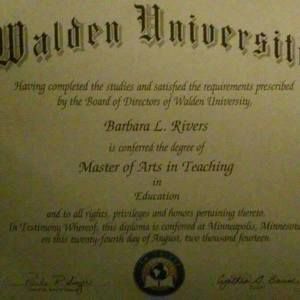 Walden Universit
Having completed the studies and satisfied the requirements prescribed
by the Board of Directors of Walden University,
Barbara L. Rivers
is conferred the degree of
Master of Arts in Teaching
in
Education
and to all rights, privileges and honors pertaining thereto.
In Testimony Whereof, this diploma is conferred at Minneapolis, Minnesota
on this twenty-fourth day of August, two thousand fourteen.